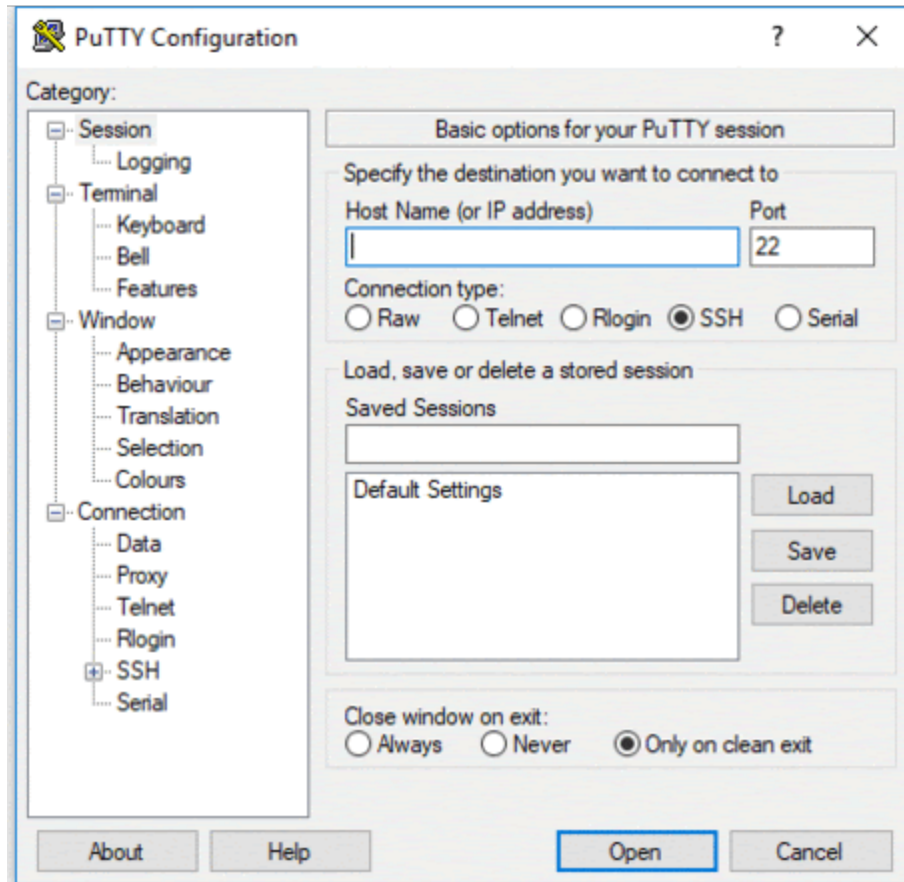 PuTTY Configuration
?
Category:
Session
Logging
Terminal
Keyboard
Bell
Features
Window
Appearance
Behaviour
Translation
Selection
Colours
Connection
Data
Proxy
Telnet
Rlogin
SSH
Serial
Basic options for your PuTTY session
Specify the destination you want to connect to
Host Name (or IP address) Port
22
Connection type:
Raw Telnet Rlogin SSH Serial
Load, save or delete a stored session
Saved Sessions
Default Settings
Load
Save
Delete
Close window on exit:
Always Never Only on clean exit
About Help Open Cancel